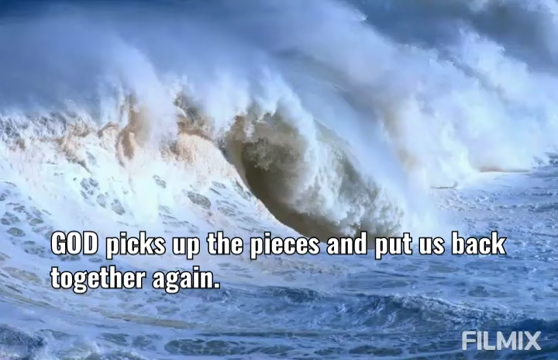 GOD picks up the pieces and put us back
together again.
FILMIX